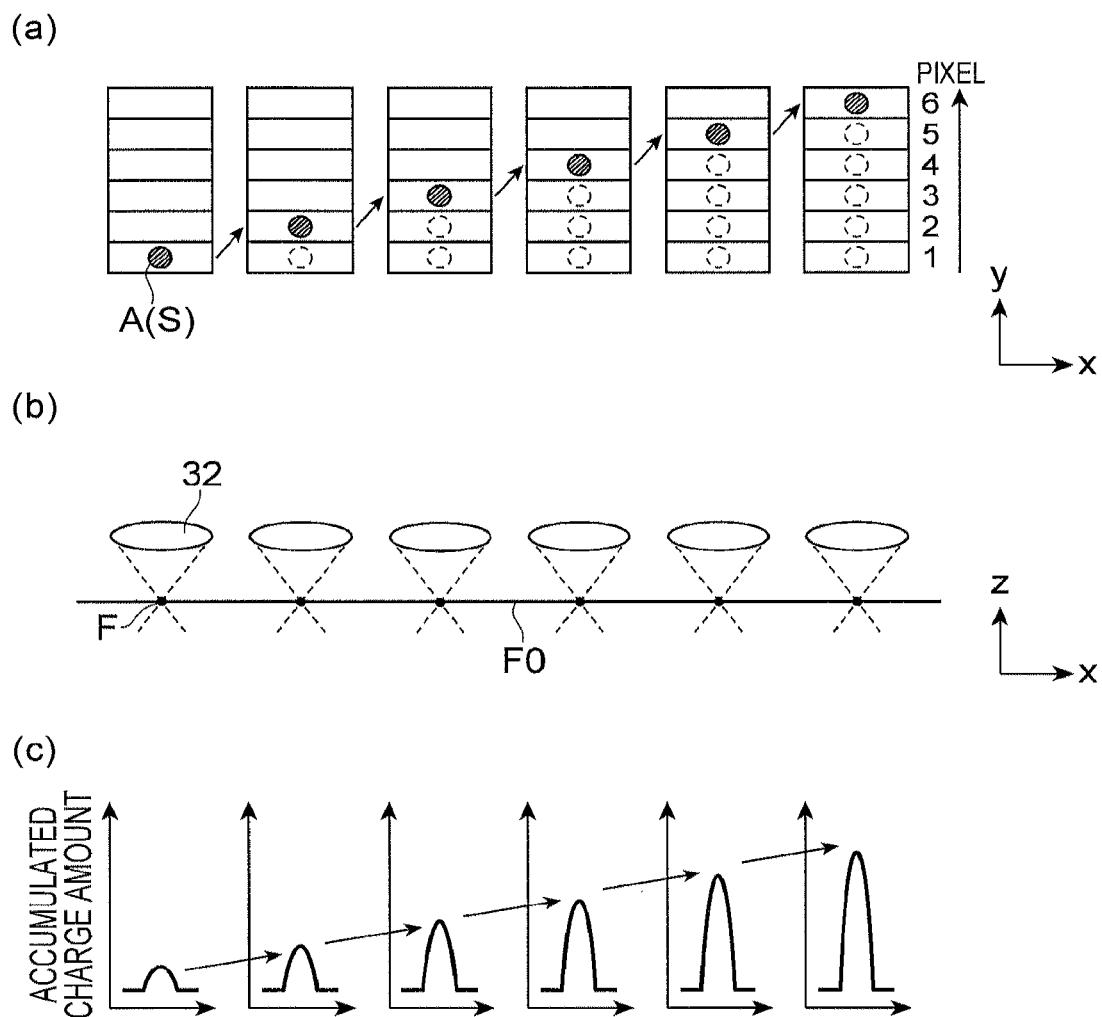 (a)
PIXEL
6
5
4
3
2
1
A(S)
y
x
(b)
32
F
F0
z
x
(c)
ACCUMULATED
CHARGE AMOUNT